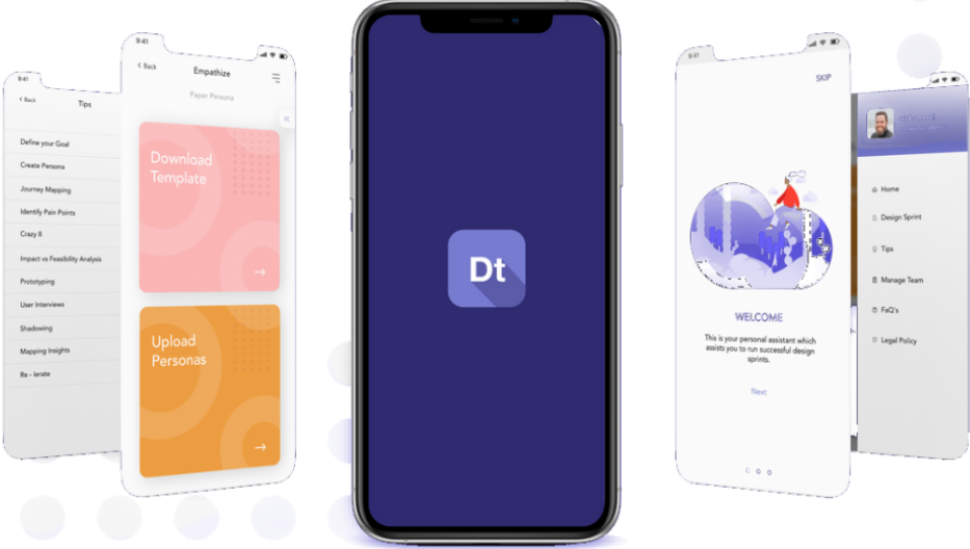 9:41
Back
Tips
Define your Goal
Create Persona
Journey Mapping
Identify Pain Points
Crazy 8
Impact vs Feasibility Analysis
Prototyping
User Interviews
Shadowing
Mapping Insights
Re - Ierate
9:41
Back
Empathize
Paper Persona
Download
Template
Upload
Personas
Dt
9:41
SKIP
WELCOME
This is your personal assistant which
assists you to run successful design
sprints.
Next
Home
Design Sprint
Tips
Manage Team
FaQ's
Legal Policy